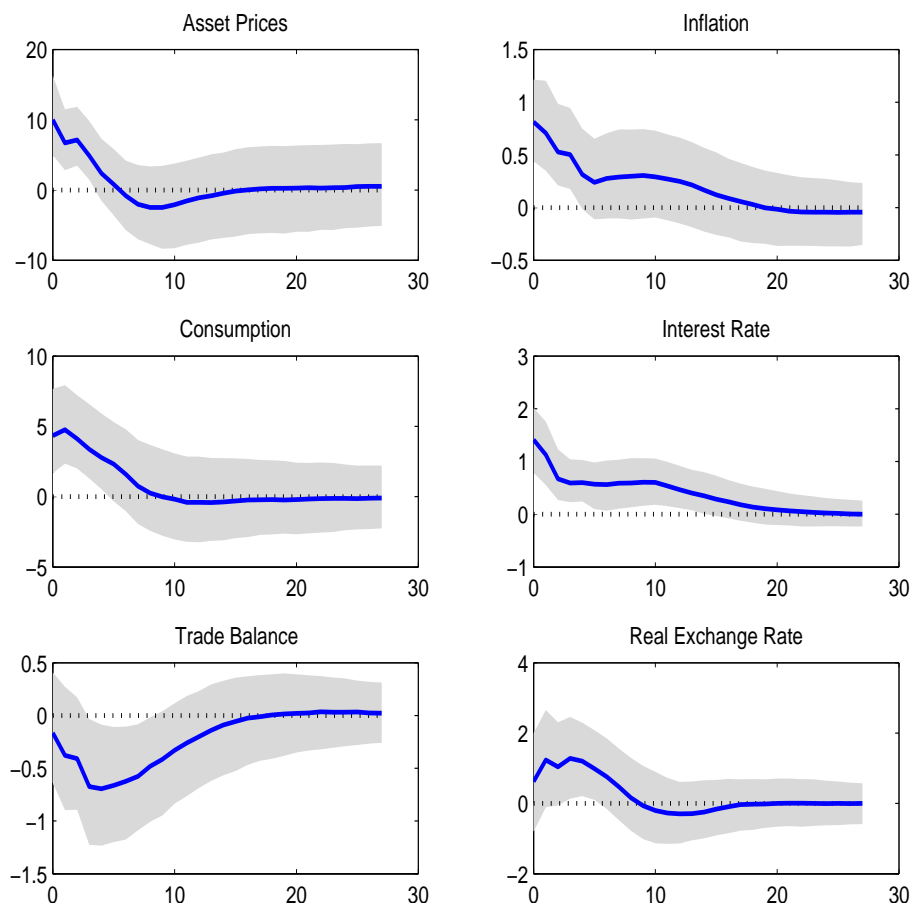 Asset Prices
20
10
0
−10
0 10 20 30
Inflation
1.5
1
0.5
0
−0.5
0 10 20 30
Consumption
10
5
0
−5
0 10 20 30
Interest Rate
3
2
1
0
−1
0 10 20 30
Trade Balance
0.5
0
−0.5
−1
−1.5
0 10 20 30
Real Exchange Rate
4
2
0
−2
0 10 20 30